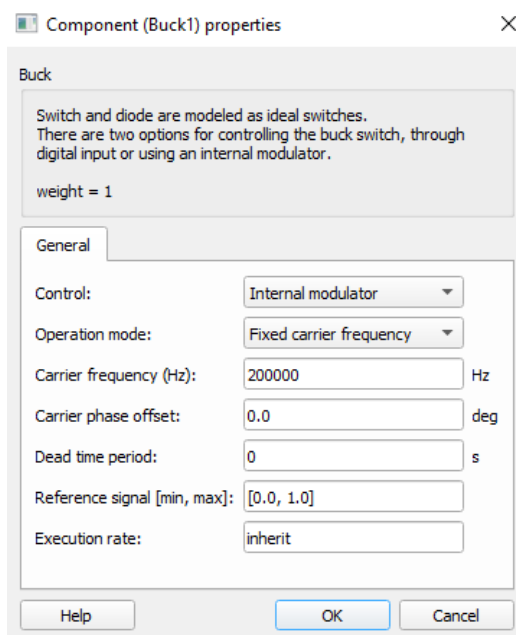 Component (Buck1) properties
Buck
Switch and diode are modeled as ideal switches.
There are two options for controlling the buck switch, through
digital input or using an internal modulator.
weight = 1
General
Control: Internal modulator
Operation mode: Fixed carrier frequency
Carrier frequency (Hz): 200000 Hz
Carrier phase offset: 0.0 deg
Dead time period: 0 s
Reference signal [min, max]: [0.0, 1.0]
Execution rate: inherit
Help OK Cancel